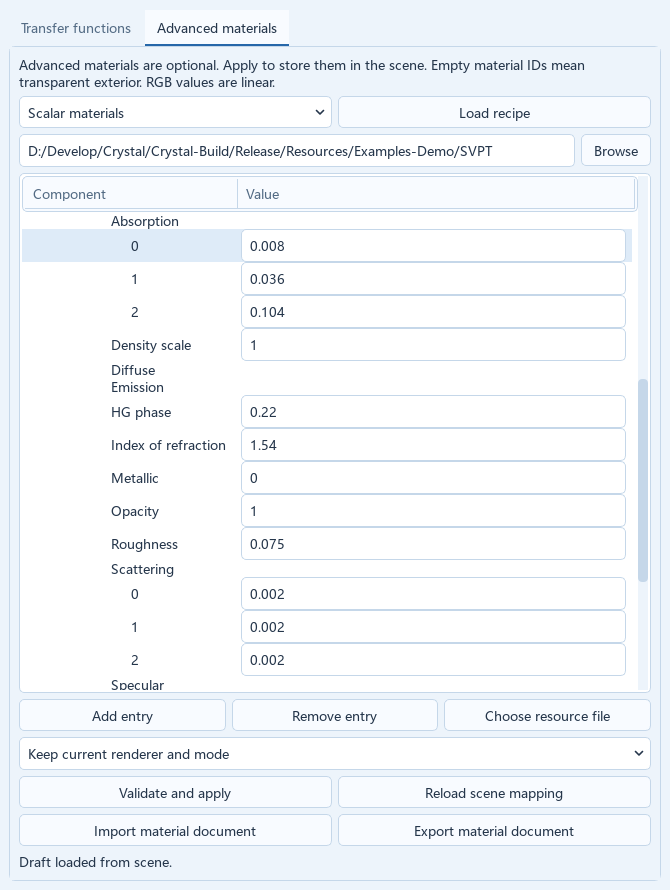 Transfer functions
Advanced materials
Advanced materials are optional. Apply to store them in the scene. Empty material IDs mean
transparent exterior. RGB values are linear.
Scalar materials
Load recipe
D:/Develop/Crystal/Crystal-Build/Release/Resources/Examples-Demo/SVPT
Browse
Component
Value
Absorption
0
0.008
1
0.036
2
0.104
Density scale
1
Diffuse
Emission
HG phase
0.22
Index of refraction
1.54
Metallic
0
Opacity
1
Roughness
0.075
Scattering
0
0.002
1
0.002
2
0.002
Specular
Add entry
Remove entry
Choose resource file
Keep current renderer and mode
Validate and apply
Reload scene mapping
Import material document
Export material document
Draft loaded from scene.